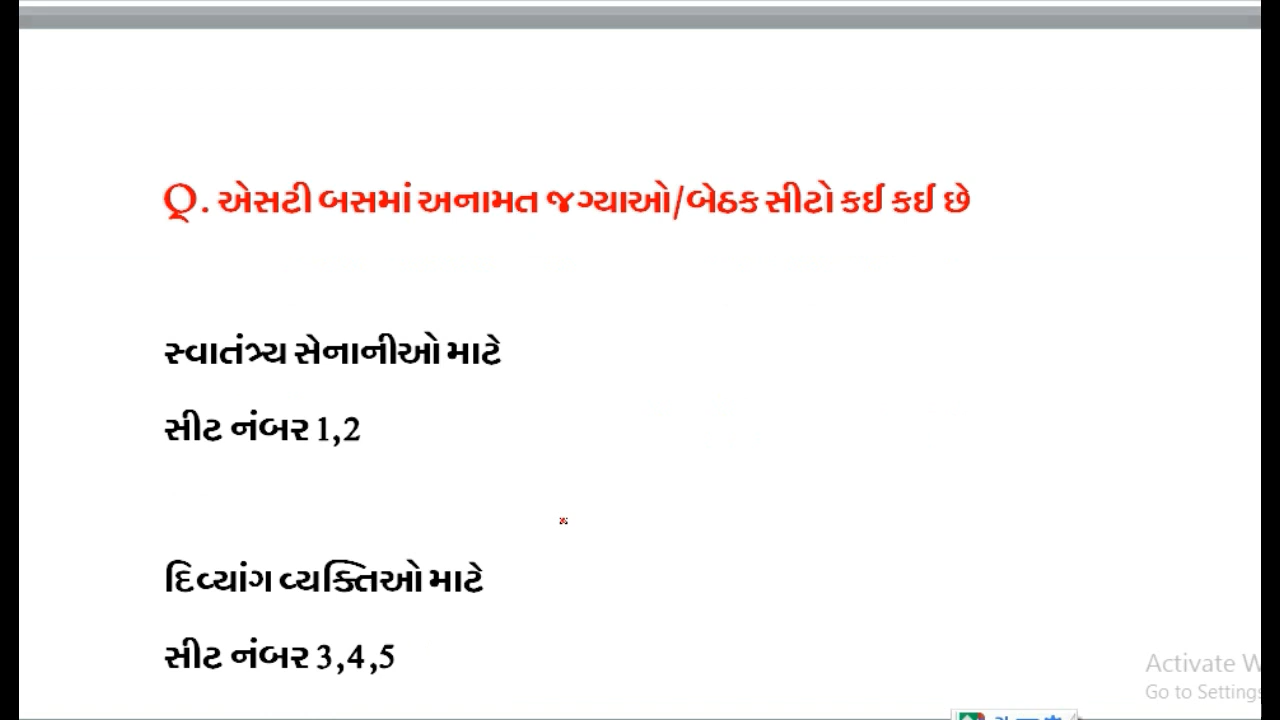 Q. એસટી બસમાં અનામત જગ્યાઓ/બેઠક સીટો કઈ કઈ છે
સ્વાતંત્ર્ય સેનાનીઓ માટે
સીટ નંબર 1,2
દિવ્યાંગ વ્યક્તિઓ માટે
સીટ નંબર 3,4,5
Activate W
Go to Settings